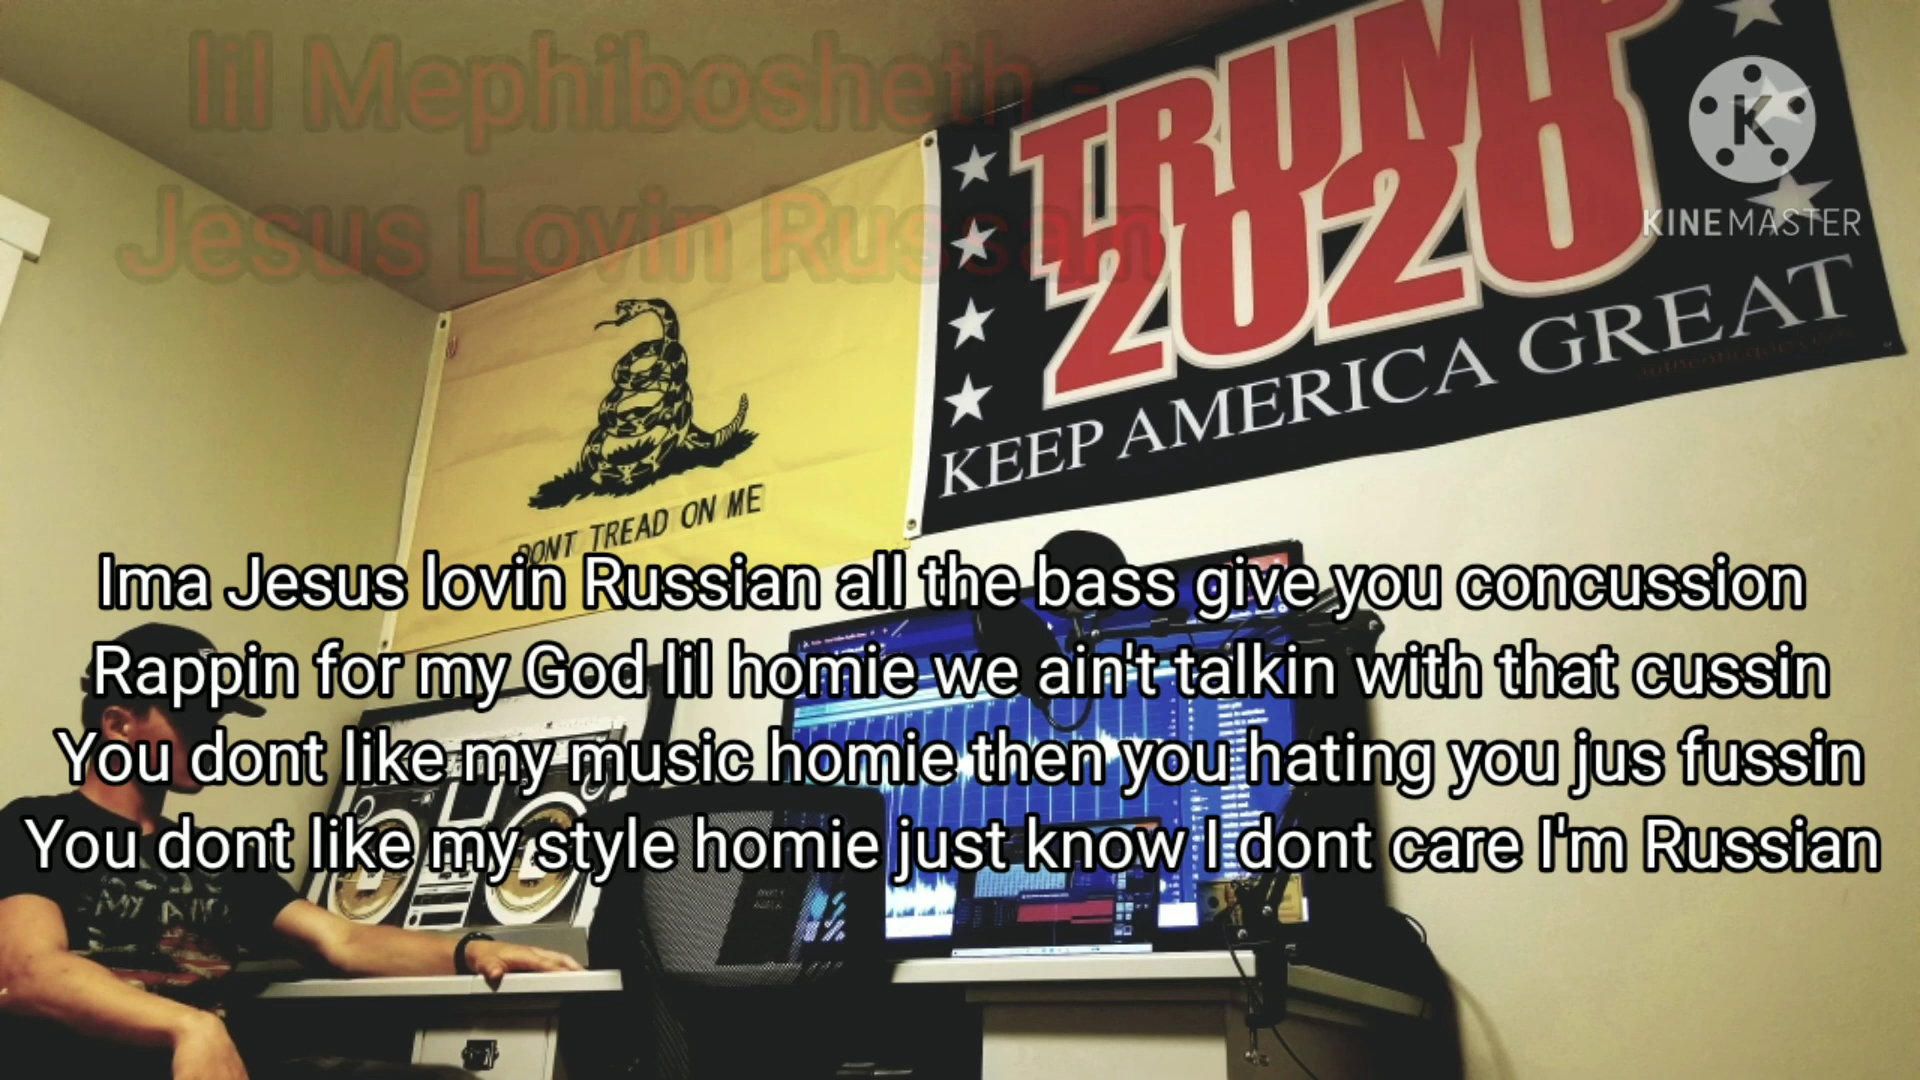 lil Mephibosheth -
Jesus Lovin Russain
TRUMP
2020
KEEP AMERICA GREAT
K
KINEMASTER
DONT TREAD ON ME
Ima Jesus lovin Russian all the bass give you concussion
Rappin for my God lil homie we ain't talkin with that cussin
You dont like my music homie then you hating you jus fussin
You dont like my style homie just know I dont care I'm Russian